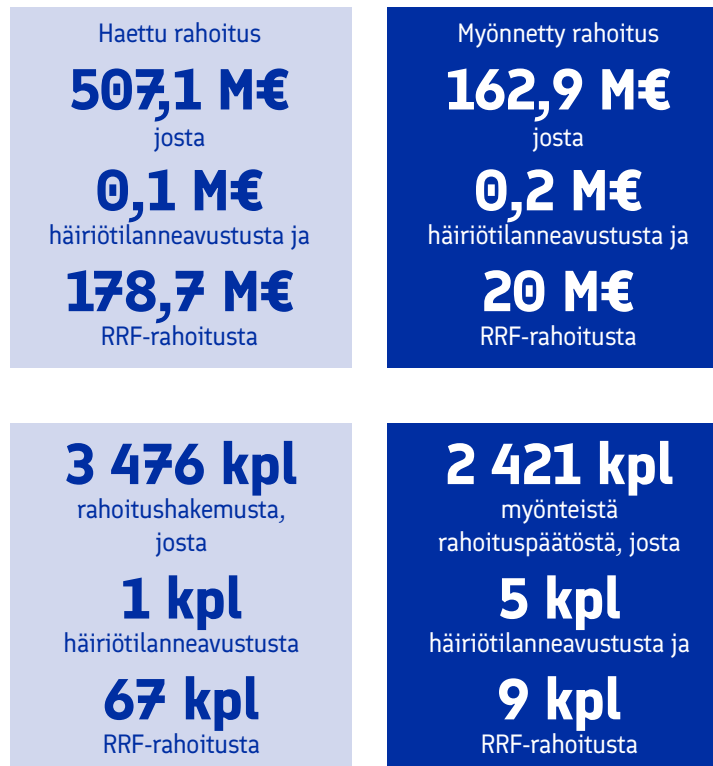 Haettu rahoitus
507,1 M€
josta
0,1 M€
häiriötilanneavustusta ja
178,7 M€
RRF-rahoitusta
Myönnetty rahoitus
162,9 M€
josta
0,2 M€
häiriötilanneavustusta ja
20 M€
RRF-rahoitusta
3 476 kpl
rahoitushakemusta,
josta
1 kpl
häiriötilanneavustusta
67 kpl
RRF-rahoitusta
2 421 kpl
myönteistä
rahoituspäätöstä, josta
5 kpl
häiriötilanneavustusta ja
9 kpl
RRF-rahoitusta